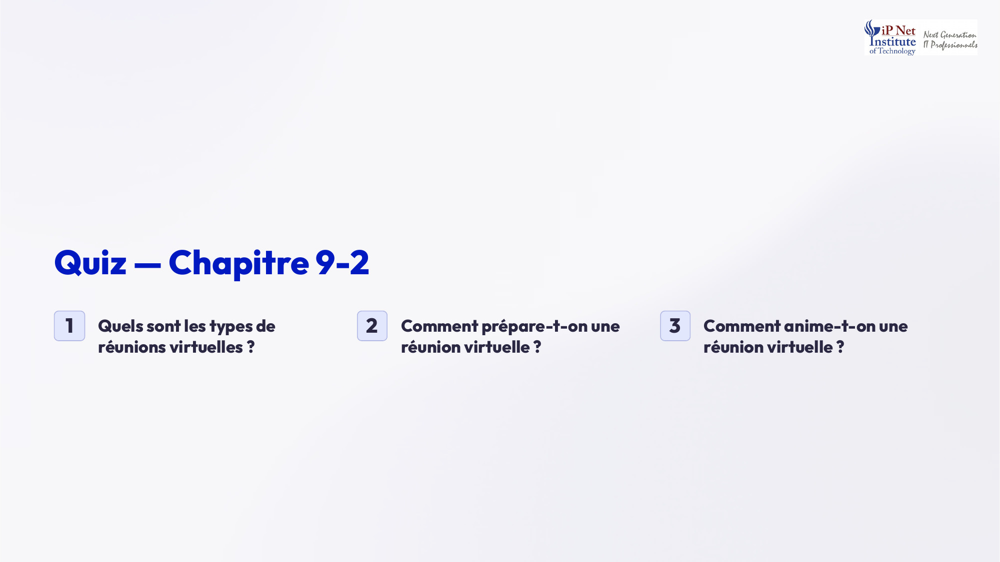 iP Net
Institute
of Technology
Next Generation
IT Professionnels
Quiz — Chapitre 9-2
1
Quels sont les types de
réunions virtuelles ?
2
Comment prépare-t-on une
réunion virtuelle ?
3
Comment anime-t-on une
réunion virtuelle ?